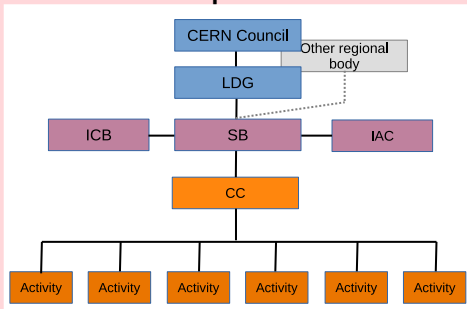 CERN Council
Other regional
body
LDG
ICB
SB
IAC
CC
Activity
Activity
Activity
Activity
Activity
Activity